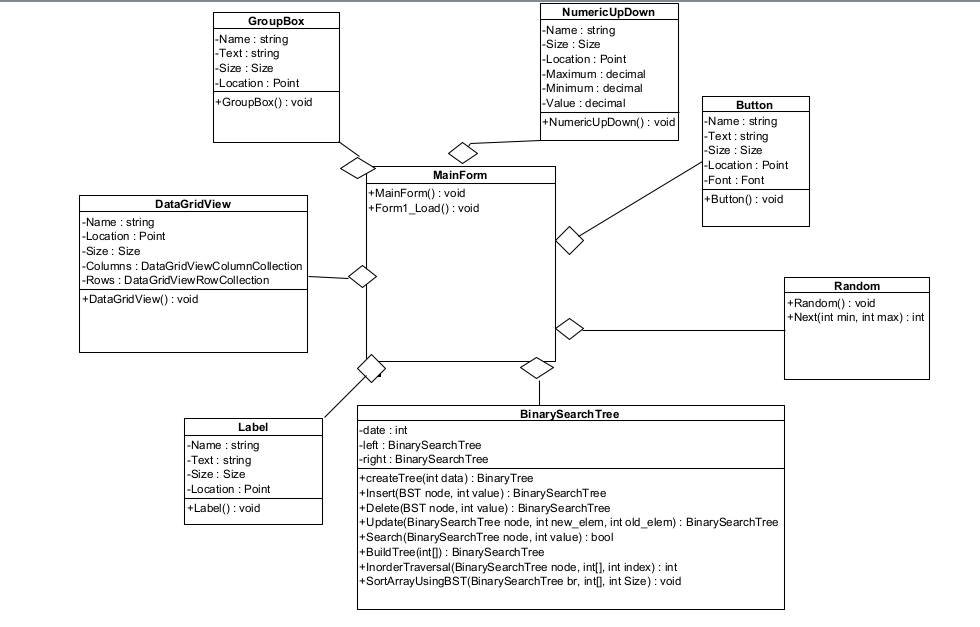 GroupBox
-Name : string
-Text : string
-Size : Size
-Location : Point
+GroupBox() : void
NumericUpDown
-Name : string
-Size : Size
-Location : Point
-Maximum : decimal
-Minimum : decimal
-Value : decimal
+NumericUpDown() : void
Button
-Name : string
-Text : string
-Size : Size
-Location : Point
-Font : Font
+Button() : void
MainForm
+MainForm() : void
+Form1_Load() : void
DataGridView
-Name : string
-Location : Point
-Size : Size
-Columns : DataGridViewColumnCollection
-Rows : DataGridViewRowCollection
+DataGridView() : void
Random
+Random() : void
+Next(int min, int max) : int
Label
-Name : string
-Text : string
-Size : Size
-Location : Point
+Label() : void
BinarySearchTree
-date : int
-left : BinarySearchTree
-right : BinarySearchTree
+createTree(int data) : BinaryTree
+Insert(BST node, int value) : BinarySearchTree
+Delete(BST node, int value) : BinarySearchTree
+Update(BinarySearchTree node, int new_elem, int old_elem) : BinarySearchTree
+Search(BinarySearchTree node, int value) : bool
+BuildTree(int[]) : BinarySearchTree
+InorderTraversal(BinarySearchTree node, int[], int index) : int
+SortArrayUsingBST(BinarySearchTree br, int[], int Size) : void